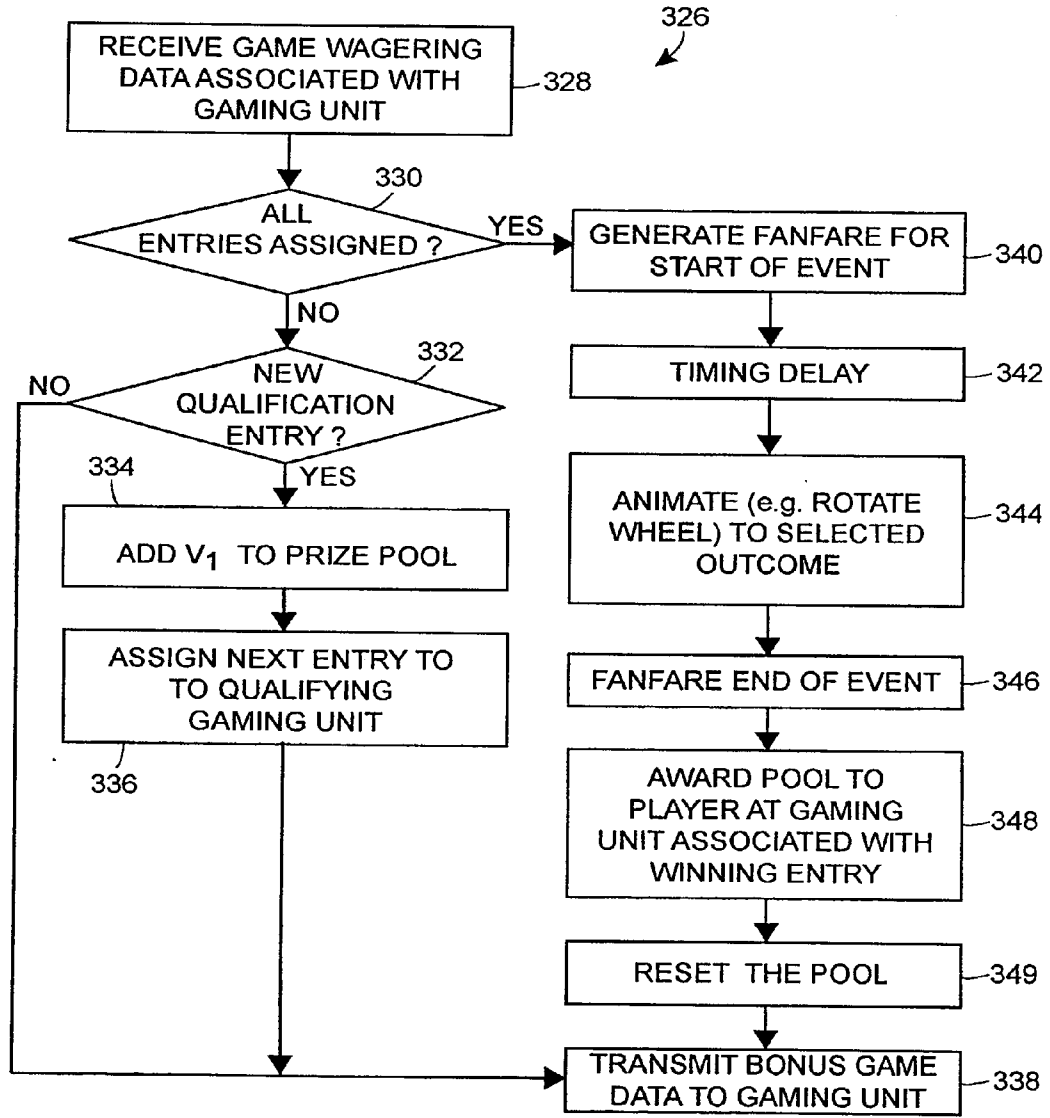 326
RECEIVE GAME WAGERING
DATA ASSOCIATED WITH
GAMING UNIT
328
330
ALL
ENTRIES ASSIGNED ?
YES
NO
GENERATE FANFARE FOR
START OF EVENT
340
332
NEW
QUALIFICATION
ENTRY ?
NO
YES
TIMING DELAY
342
334
ADD V1 TO PRIZE POOL
ANIMATE (e.g. ROTATE
WHEEL) TO SELECTED
OUTCOME
344
ASSIGN NEXT ENTRY TO
TO QUALIFYING
GAMING UNIT
336
FANFARE END OF EVENT
346
AWARD POOL TO
PLAYER AT GAMING
UNIT ASSOCIATED WITH
WINNING ENTRY
348
RESET THE POOL
349
TRANSMIT BONUS GAME
DATA TO GAMING UNIT
338